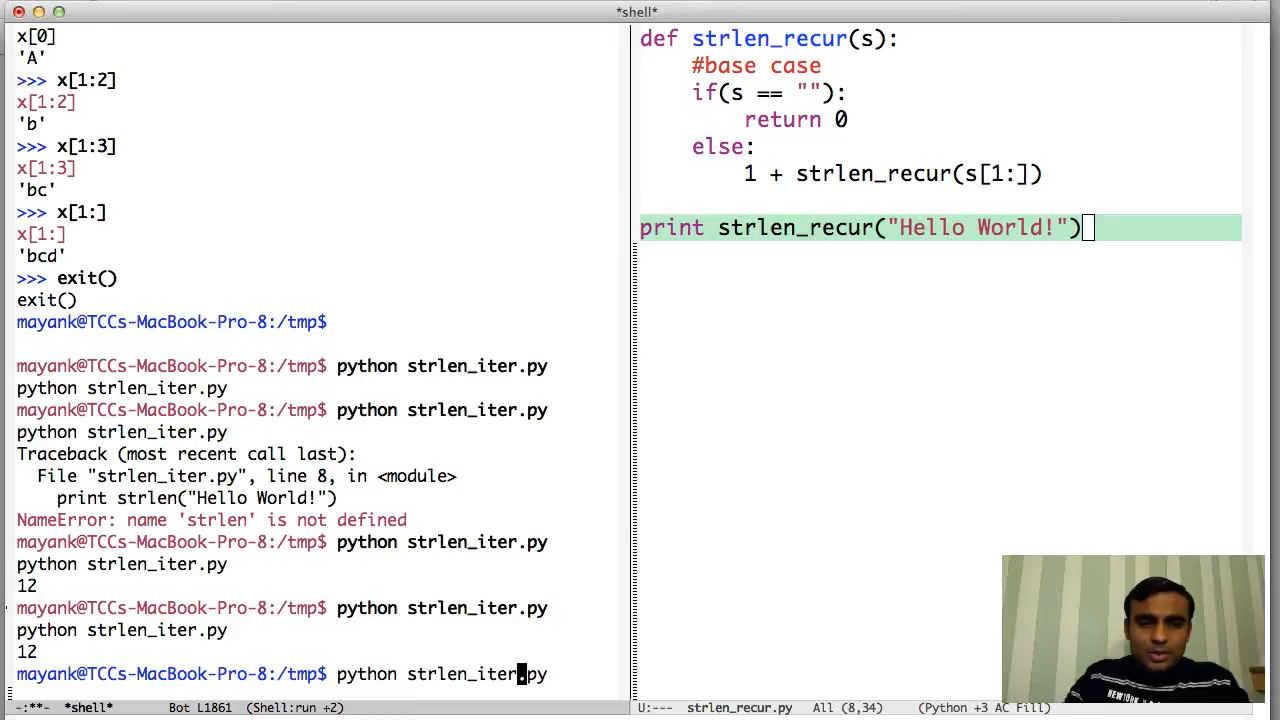 *shell*
x[0]
'A'
>>> x[1:2]
x[1:2]
'b'
>>> x[1:3]
x[1:3]
'bc'
>>> x[1:]
x[1:]
'bcd'
>>> exit()
exit()
mayank@TCCs-MacBook-Pro-8:/tmp$
mayank@TCCs-MacBook-Pro-8:/tmp$ python strlen_iter.py
python strlen_iter.py
mayank@TCCs-MacBook-Pro-8:/tmp$ python strlen_iter.py
python strlen_iter.py
Traceback (most recent call last):
  File "strlen_iter.py", line 8, in <module>
    print strlen("Hello World!")
NameError: name 'strlen' is not defined
mayank@TCCs-MacBook-Pro-8:/tmp$ python strlen_iter.py
python strlen_iter.py
12
mayank@TCCs-MacBook-Pro-8:/tmp$ python strlen_iter.py
python strlen_iter.py
12
mayank@TCCs-MacBook-Pro-8:/tmp$ python strlen_iter.py
-:**-  *shell*      Bot L1861  (Shell:run +2)
def strlen_recur(s):
    #base case
    if(s == ""):
        return 0
    else:
        1 + strlen_recur(s[1:])
print strlen_recur("Hello World!")
U:---  strlen_recur.py   All (8,34)    (Python +3 AC Fill)